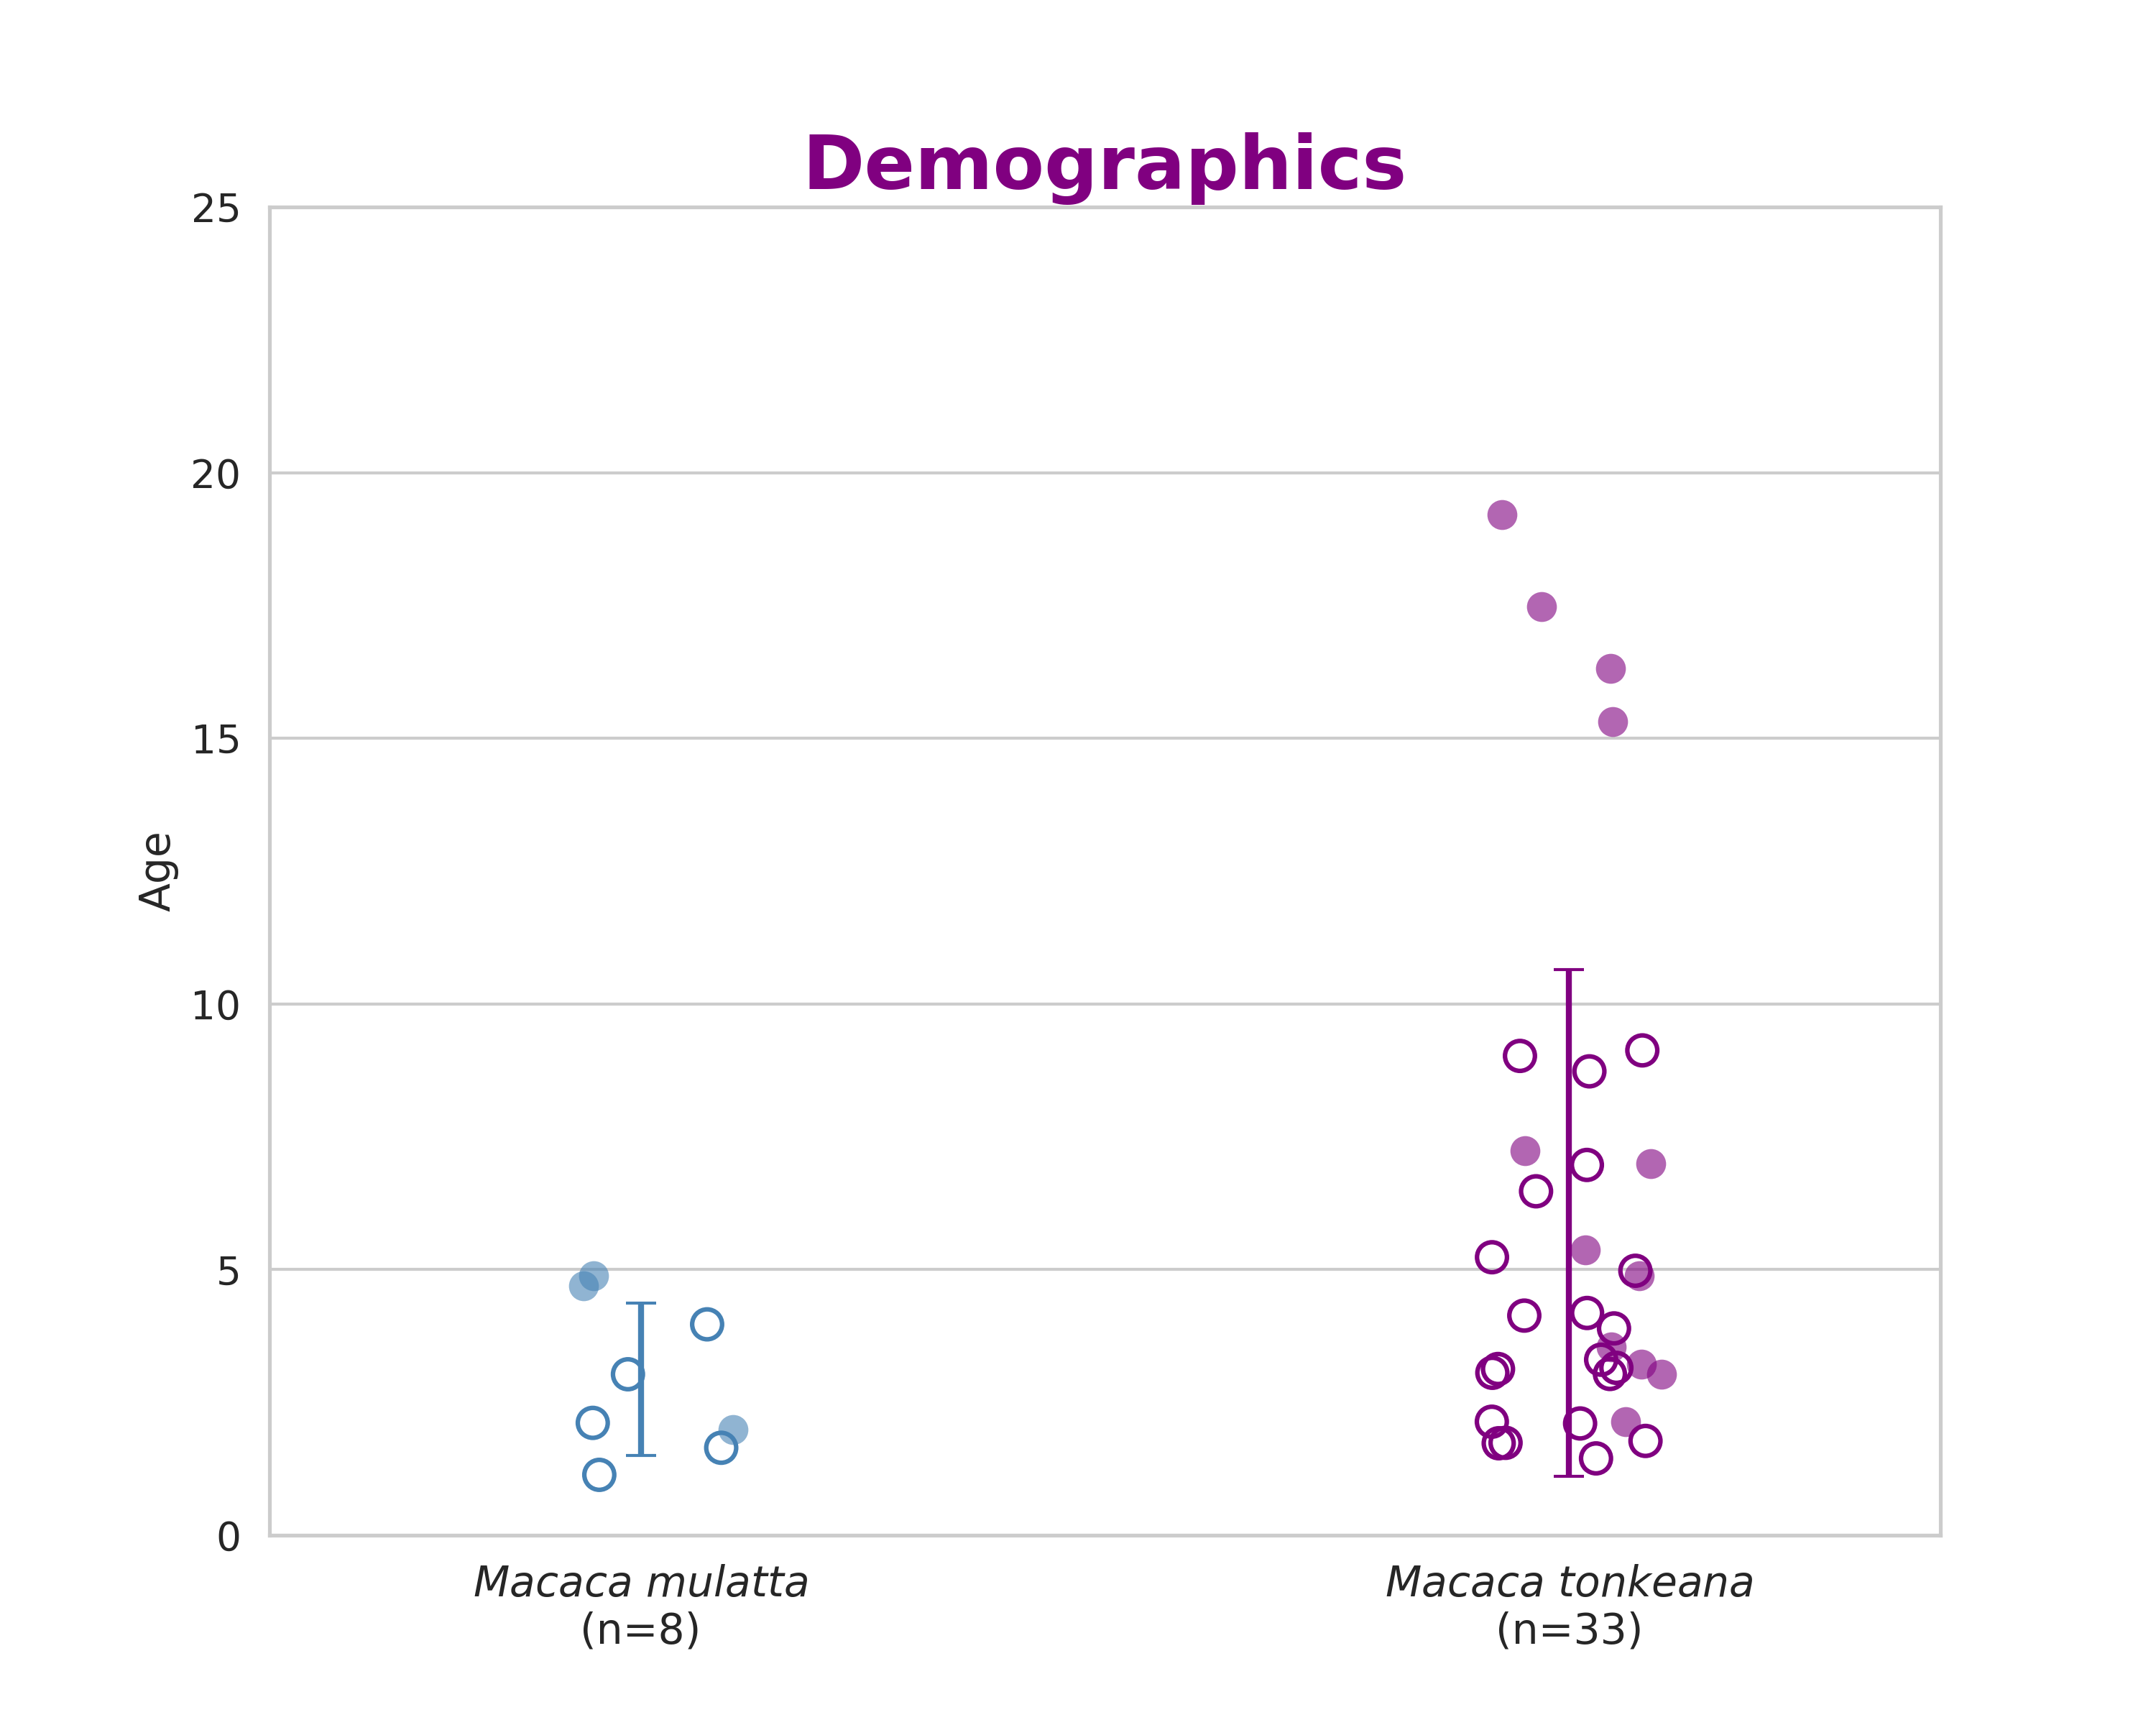 Demographics
25
20
15
10
5
0
Age
Macaca mulatta
(n=8)
Macaca tonkeana
(n=33)